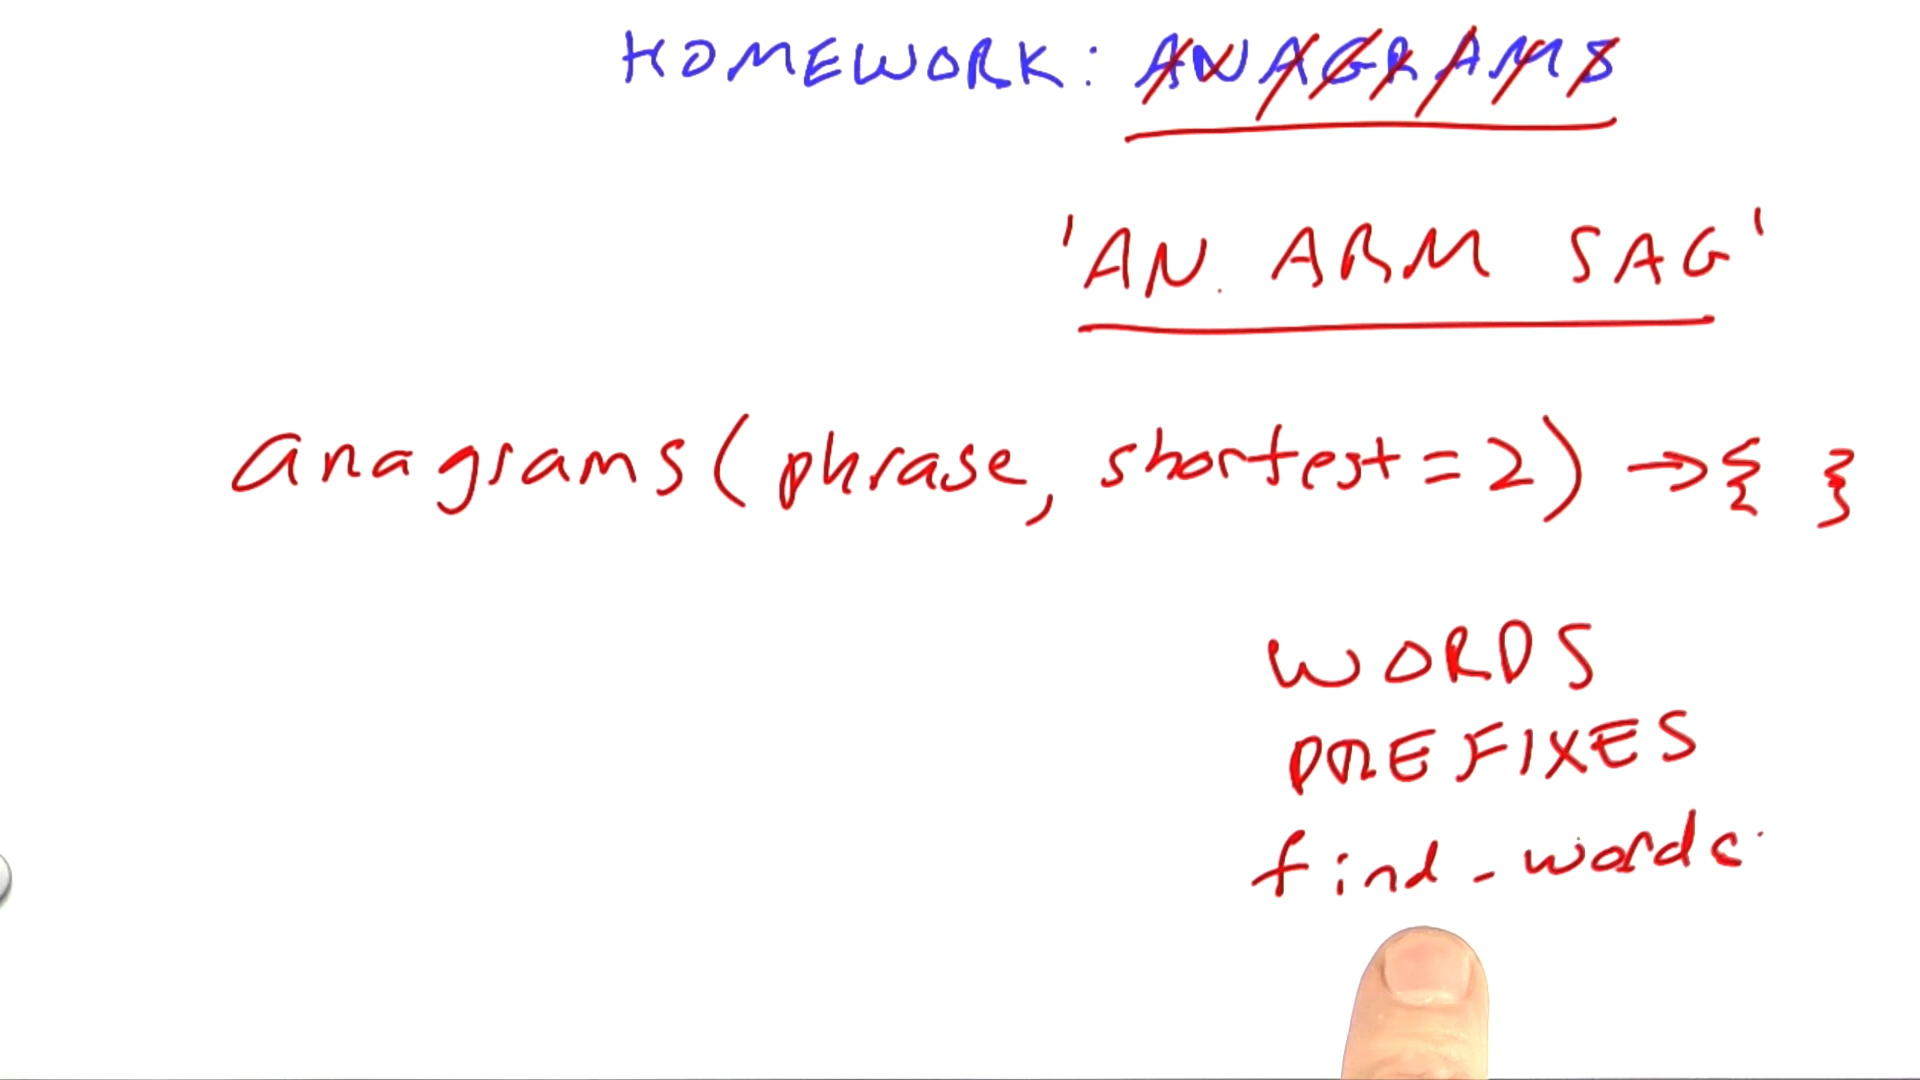 HOMEWORK: ANAGRAMS
'AN ARM SAG'
anagrams(phrase, shortest=2) →{ }
WORDS
PREFIXES
find_words